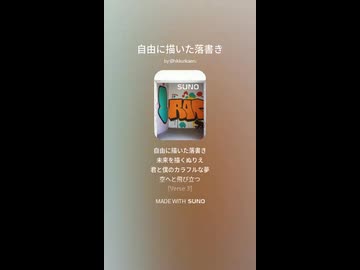 自由に描いた落書き
SUNO
自由に描いた落書き
未来を描くぬりえ
君と僕のカラフルな夢
空へと飛び立つ
[Verse 3]
MADE WITH SUNO